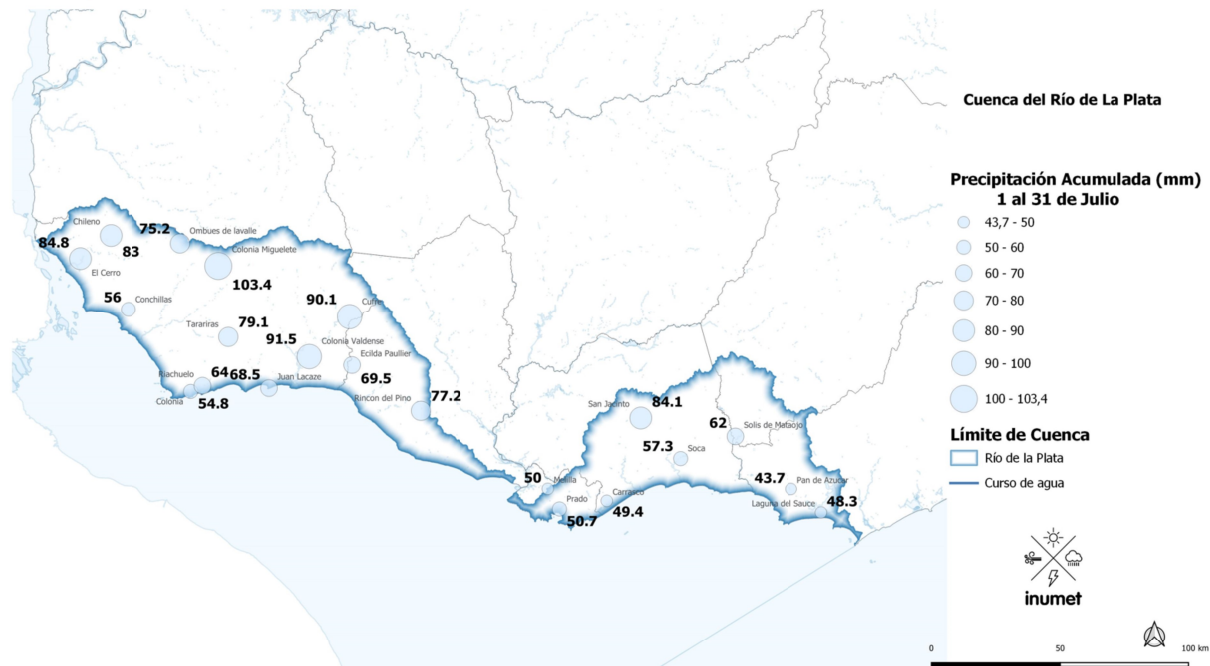 Cuenca del Río de La Plata
Precipitación Acumulada (mm)
1 al 31 de Julio
43,7 - 50
50 - 60
60 - 70
70 - 80
80 - 90
90 - 100
100 - 103,4
Límite de Cuenca
Río de la Plata
Curso de agua
inumet
0 50 100 km
Chileno
83
75.2
Ombues de lavalle
84.8
El Cerro
Colonia Miguelete
103.4
56
Conchillas
90.1
Cufre
Tarariras
79.1
91.5
Colonia Valdense
Ecilda Paullier
69.5
Riachuelo
64
68.5
Juan Lacaze
Colonia
54.8
Rincon del Pino
77.2
San Jacinto
84.1
62
Solis de Mataojo
57.3
Soca
50
Melilla
Prado
50.7
Carrasco
49.4
43.7
Pan de Azucar
Laguna del Sauce
48.3